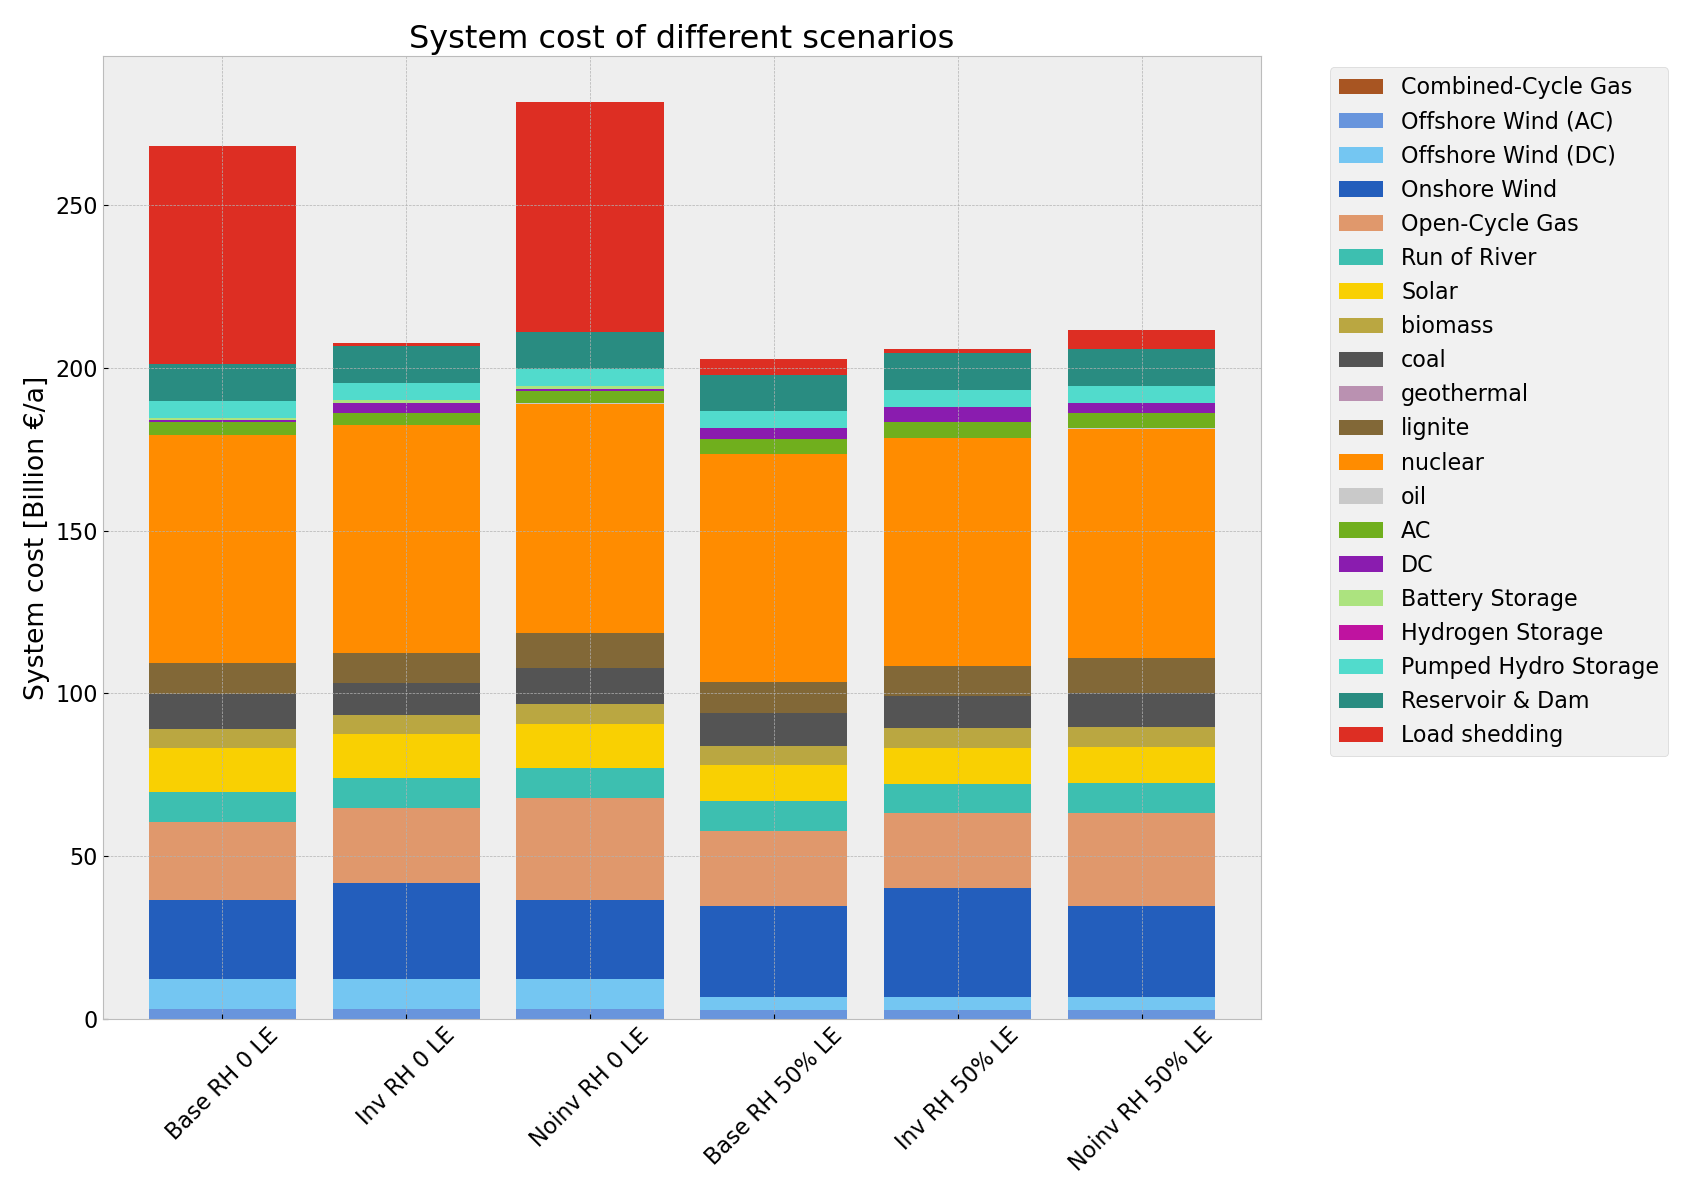 System cost of different scenarios
System cost [Billion €/a]
250
200
150
100
50
0
Base RH 0 LE
Inv RH 0 LE
Noinv RH 0 LE
Base RH 50% LE
Inv RH 50% LE
Noinv RH 50% LE
Combined-Cycle Gas
Offshore Wind (AC)
Offshore Wind (DC)
Onshore Wind
Open-Cycle Gas
Run of River
Solar
biomass
coal
geothermal
lignite
nuclear
oil
AC
DC
Battery Storage
Hydrogen Storage
Pumped Hydro Storage
Reservoir & Dam
Load shedding